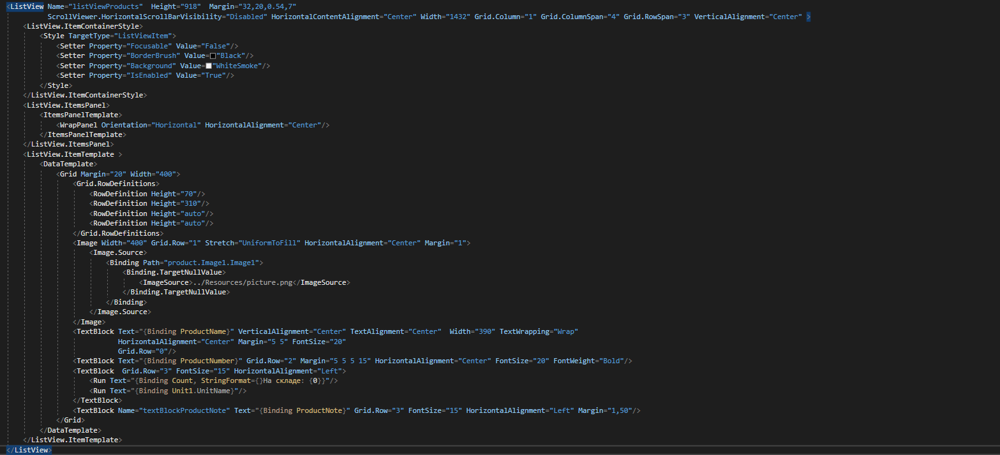 <ListView Name="listViewProducts"  Height="918"  Margin="32,20,0.54,7"
          ScrollViewer.HorizontalScrollBarVisibility="Disabled" HorizontalContentAlignment="Center" Width="1432" Grid.Column="1" Grid.ColumnSpan="4" Grid.RowSpan="3" VerticalAlignment="Center" >
    <ListView.ItemContainerStyle>
        <Style TargetType="ListViewItem">
            <Setter Property="Focusable" Value="False"/>
            <Setter Property="BorderBrush" Value="Black"/>
            <Setter Property="Background" Value="WhiteSmoke"/>
            <Setter Property="IsEnabled" Value="True"/>
        </Style>
    </ListView.ItemContainerStyle>
    <ListView.ItemsPanel>
        <ItemsPanelTemplate>
            <WrapPanel Orientation="Horizontal" HorizontalAlignment="Center"/>
        </ItemsPanelTemplate>
    </ListView.ItemsPanel>
    <ListView.ItemTemplate >
        <DataTemplate>
            <Grid Margin="20" Width="400">
                <Grid.RowDefinitions>
                    <RowDefinition Height="70"/>
                    <RowDefinition Height="310"/>
                    <RowDefinition Height="auto"/>
                    <RowDefinition Height="auto"/>
                </Grid.RowDefinitions>
                <Image Width="400" Grid.Row="1" Stretch="UniformToFill" HorizontalAlignment="Center" Margin="1">
                    <Image.Source>
                        <Binding Path="product.Image1.Image1">
                            <Binding.TargetNullValue>
                                <ImageSource>../Resources/picture.png</ImageSource>
                            </Binding.TargetNullValue>
                        </Binding>
                    </Image.Source>
                </Image>
                <TextBlock Text="{Binding ProductName}" VerticalAlignment="Center" TextAlignment="Center"  Width="390" TextWrapping="Wrap"
                           HorizontalAlignment="Center" Margin="5 5" FontSize="20"
                           Grid.Row="0"/>
                <TextBlock Text="{Binding ProductNumber}" Grid.Row="2" Margin="5 5 5 15" HorizontalAlignment="Center" FontSize="20" FontWeight="Bold"/>
                <TextBlock  Grid.Row="3" FontSize="15" HorizontalAlignment="Left">
                    <Run Text="{Binding Count, StringFormat={}На складе: {0}}"/>
                    <Run Text="{Binding Unit1.UnitName}"/>
                </TextBlock>
                <TextBlock Name="textBlockProductNote" Text="{Binding ProductNote}" Grid.Row="3" FontSize="15" HorizontalAlignment="Left" Margin="1,50"/>
            </Grid>
        </DataTemplate>
    </ListView.ItemTemplate>
</ListView>